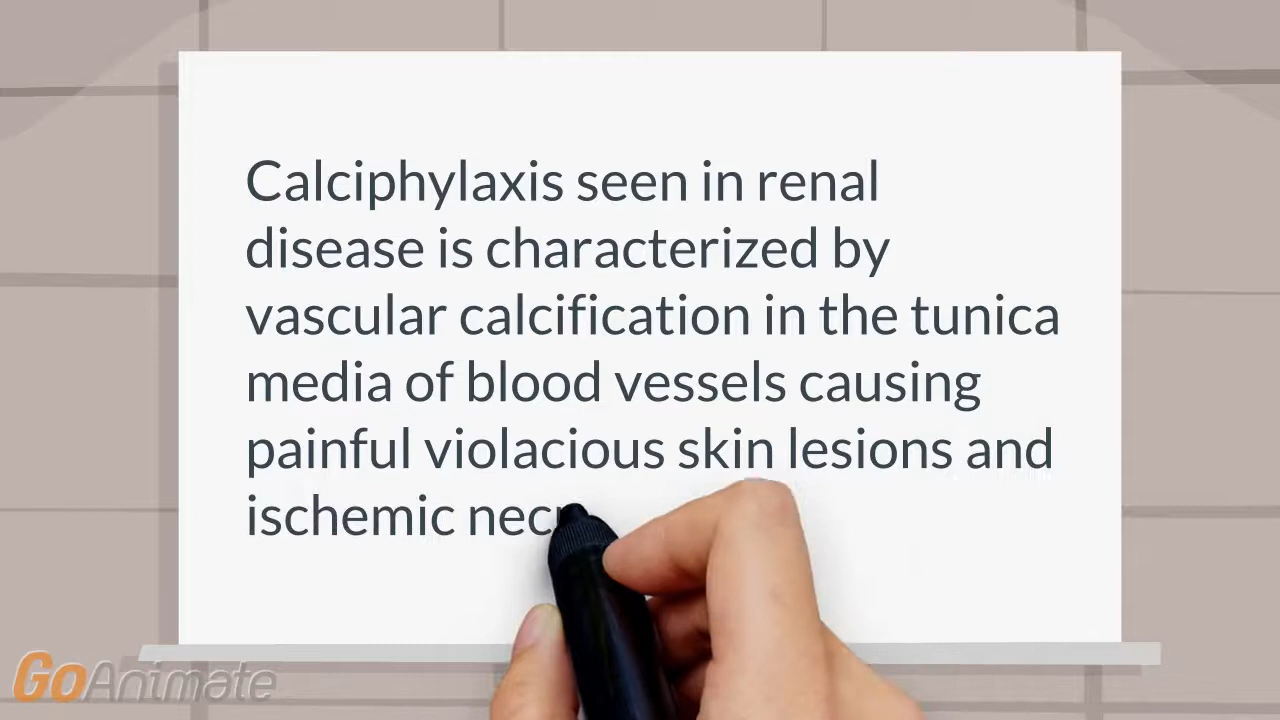 Calciphylaxis seen in renal
disease is characterized by
vascular calcification in the tunica
media of blood vessels causing
painful violacious skin lesions and
ischemic
GoAnimate